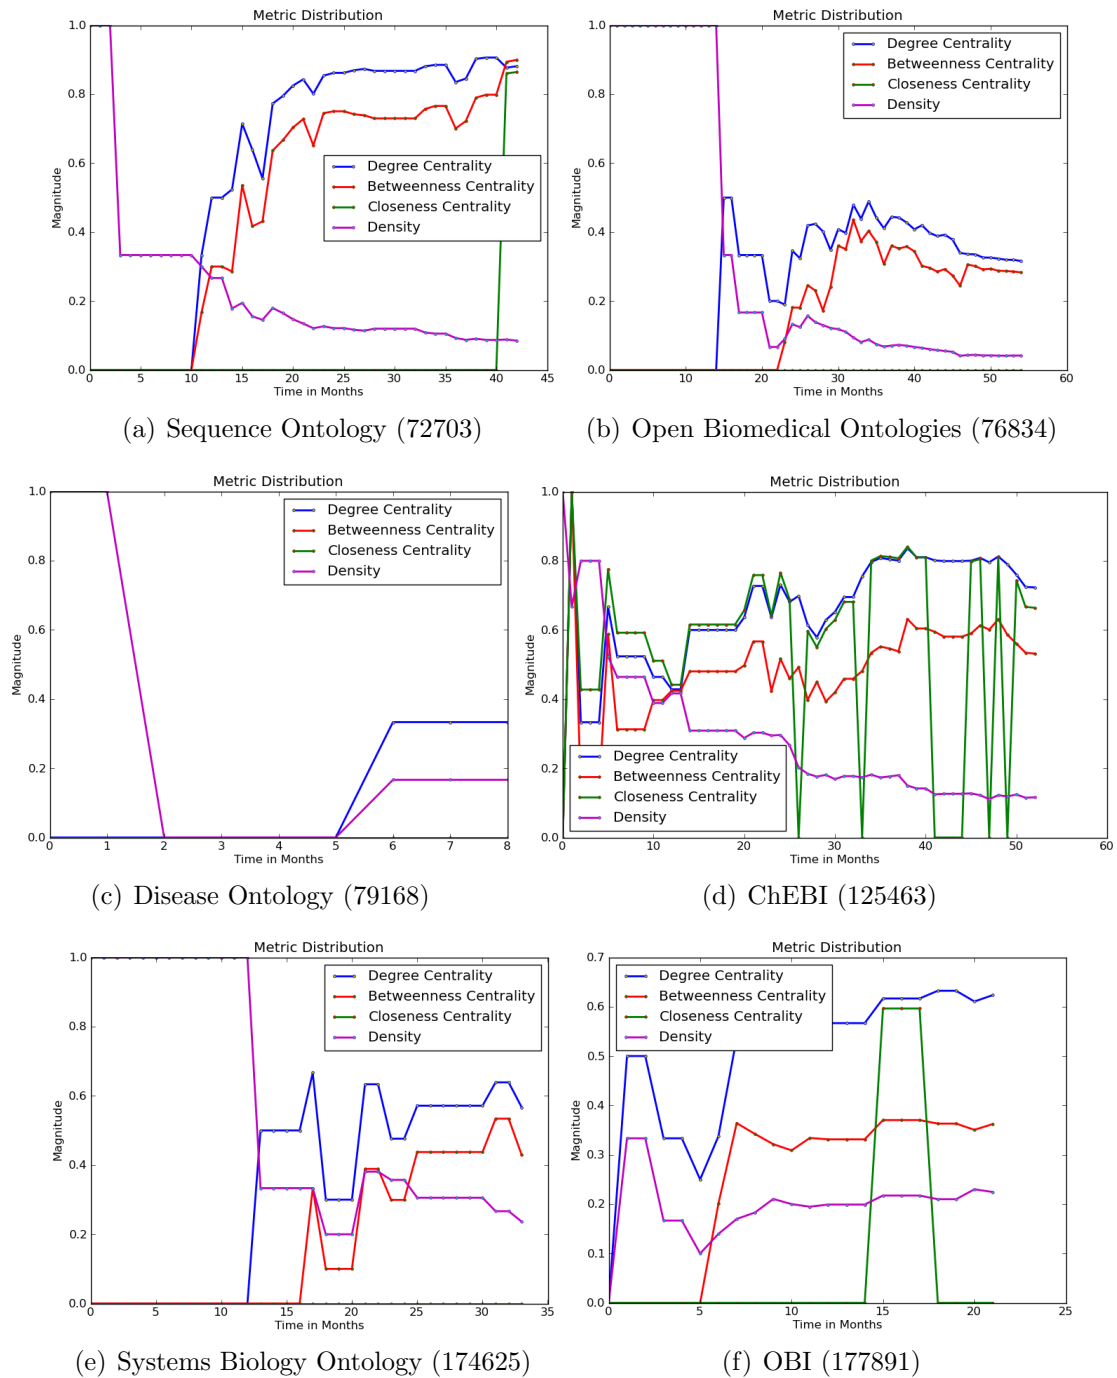 Metric Distribution
1.0
0.8
0.6
0.4
0.2
0.0
Magnitude
Degree Centrality
Betweenness Centrality
Closeness Centrality
Density
0 5 10 15 20 25 30 35 40 45
Time in Months
(a) Sequence Ontology (72703)
Metric Distribution
1.0
0.8
0.6
0.4
0.2
0.0
Magnitude
Degree Centrality
Betweenness Centrality
Closeness Centrality
Density
0 10 20 30 40 50 60
Time in Months
(b) Open Biomedical Ontologies (76834)
Metric Distribution
1.0
0.8
0.6
0.4
0.2
0.0
Magnitude
Degree Centrality
Betweenness Centrality
Closeness Centrality
Density
0 1 2 3 4 5 6 7 8
Time in Months
(c) Disease Ontology (79168)
Metric Distribution
1.0
0.8
0.6
0.4
0.2
0.0
Magnitude
Degree Centrality
Betweenness Centrality
Closeness Centrality
Density
0 10 20 30 40 50 60
Time in Months
(d) ChEBI (125463)
Metric Distribution
1.0
0.8
0.6
0.4
0.2
0.0
Magnitude
Degree Centrality
Betweenness Centrality
Closeness Centrality
Density
0 5 10 15 20 25 30 35
Time in Months
(e) Systems Biology Ontology (174625)
Metric Distribution
0.7
0.6
0.5
0.4
0.3
0.2
0.1
0.0
Magnitude
Degree Centrality
Betweenness Centrality
Closeness Centrality
Density
0 5 10 15 20 25
Time in Months
(f) OBI (177891)